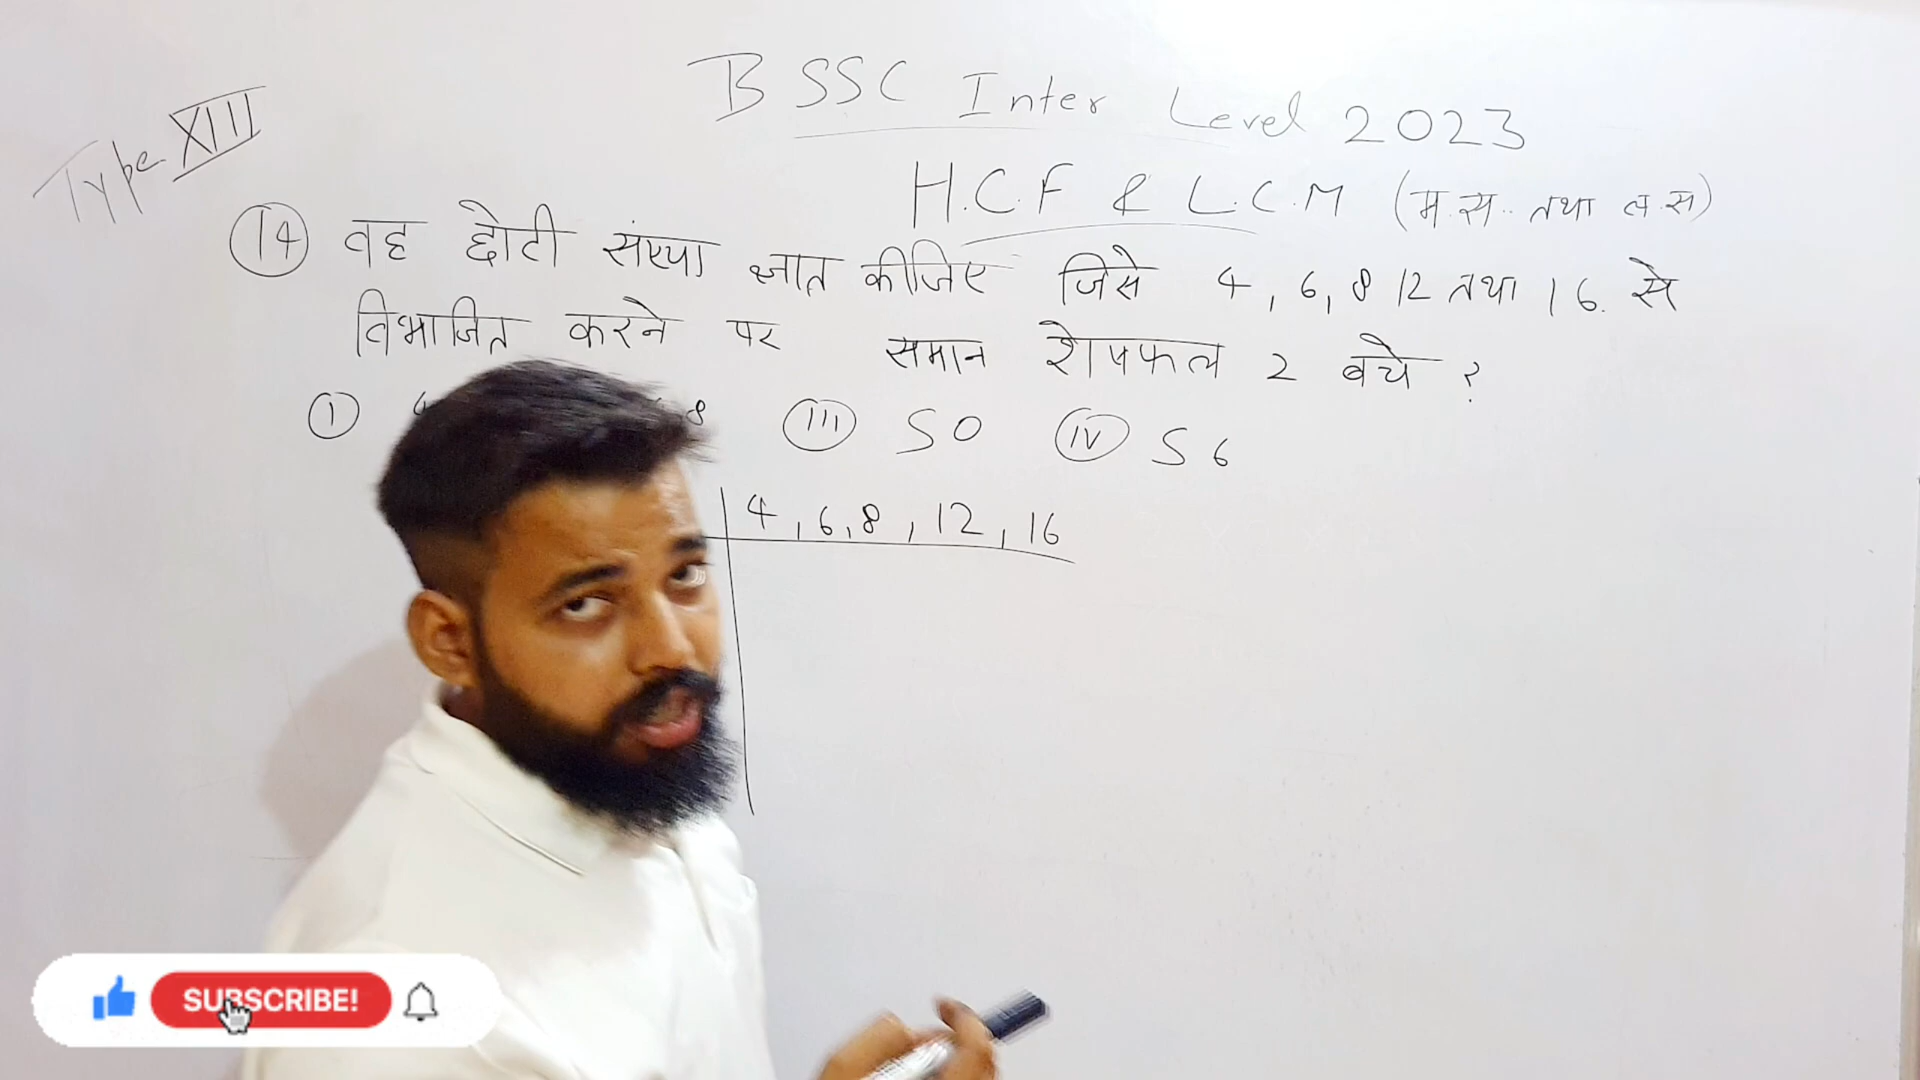 BSSC Inter Level 2023
Type XIII
H.C.F & L.C.M (म.स. तथा ल.स)
14 वह छोटी संख्या ज्ञात कीजिए जिसे 4, 6, 8 12 तथा 16. से
विभाजित करने पर समान शेषफल 2 बचे ?
I 8 III 50 IV 56
4, 6, 8, 12, 16
SUBSCRIBE!